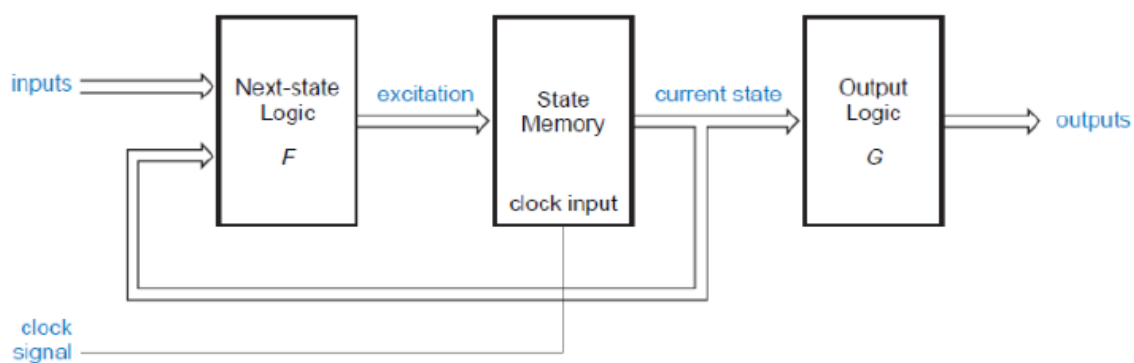 inputs
Next-state
Logic
F
excitation
State
Memory
clock input
current state
Output
Logic
G
outputs
clock
signal